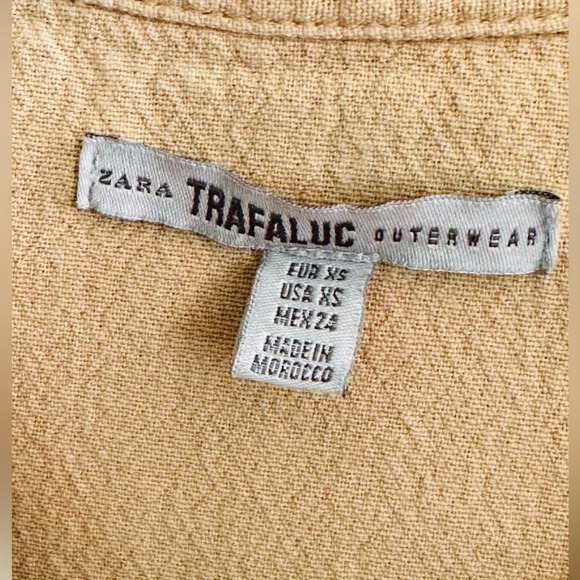 ZARA TRAFALUC OUTERWEAR
EUR XS
USA XS
MEX 24
MADE IN
MOROCCO